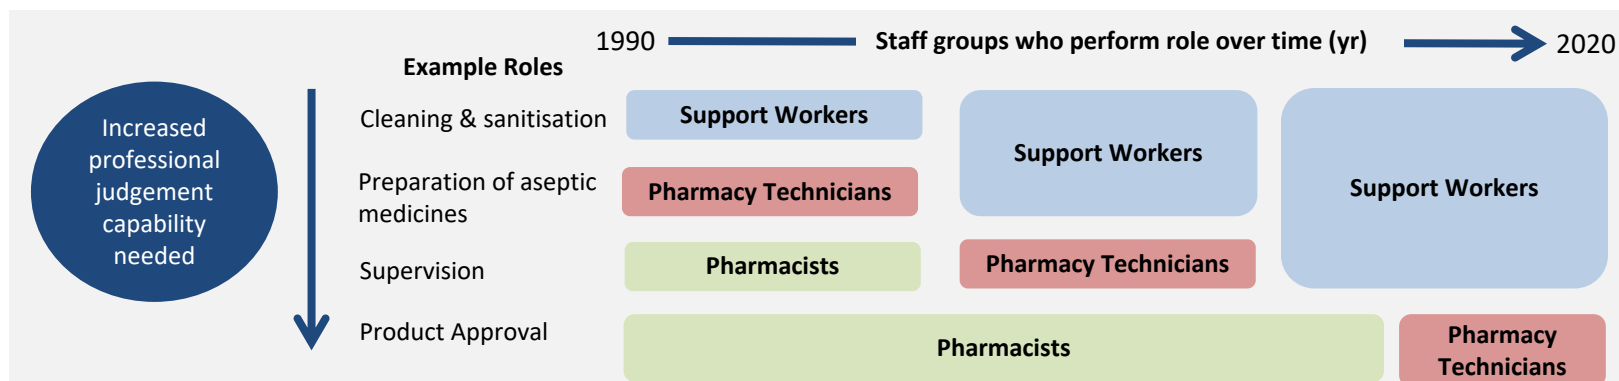 1990
Staff groups who perform role over time (yr)
2020
Example Roles
Increased
professional
judgement
capability
needed
Cleaning & sanitisation
Support Workers
Support Workers
Support Workers
Preparation of aseptic
medicines
Pharmacy Technicians
Supervision
Pharmacists
Pharmacy Technicians
Product Approval
Pharmacists
Pharmacy
Technicians